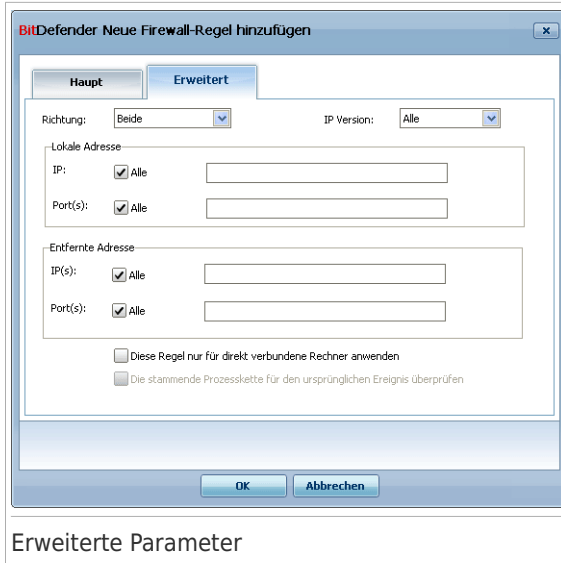 BitDefender Neue Firewall-Regel hinzufügen
Haupt Erweitert
Richtung: Beide IP Version: Alle
Lokale Adresse
IP: Alle
Port(s): Alle
Entfernte Adresse
IP(s): Alle
Port(s): Alle
Diese Regel nur für direkt verbundene Rechner anwenden
Die stammende Prozesskette für den ursprünglichen Ereignis überprüfen
OK Abbrechen
Erweiterte Parameter